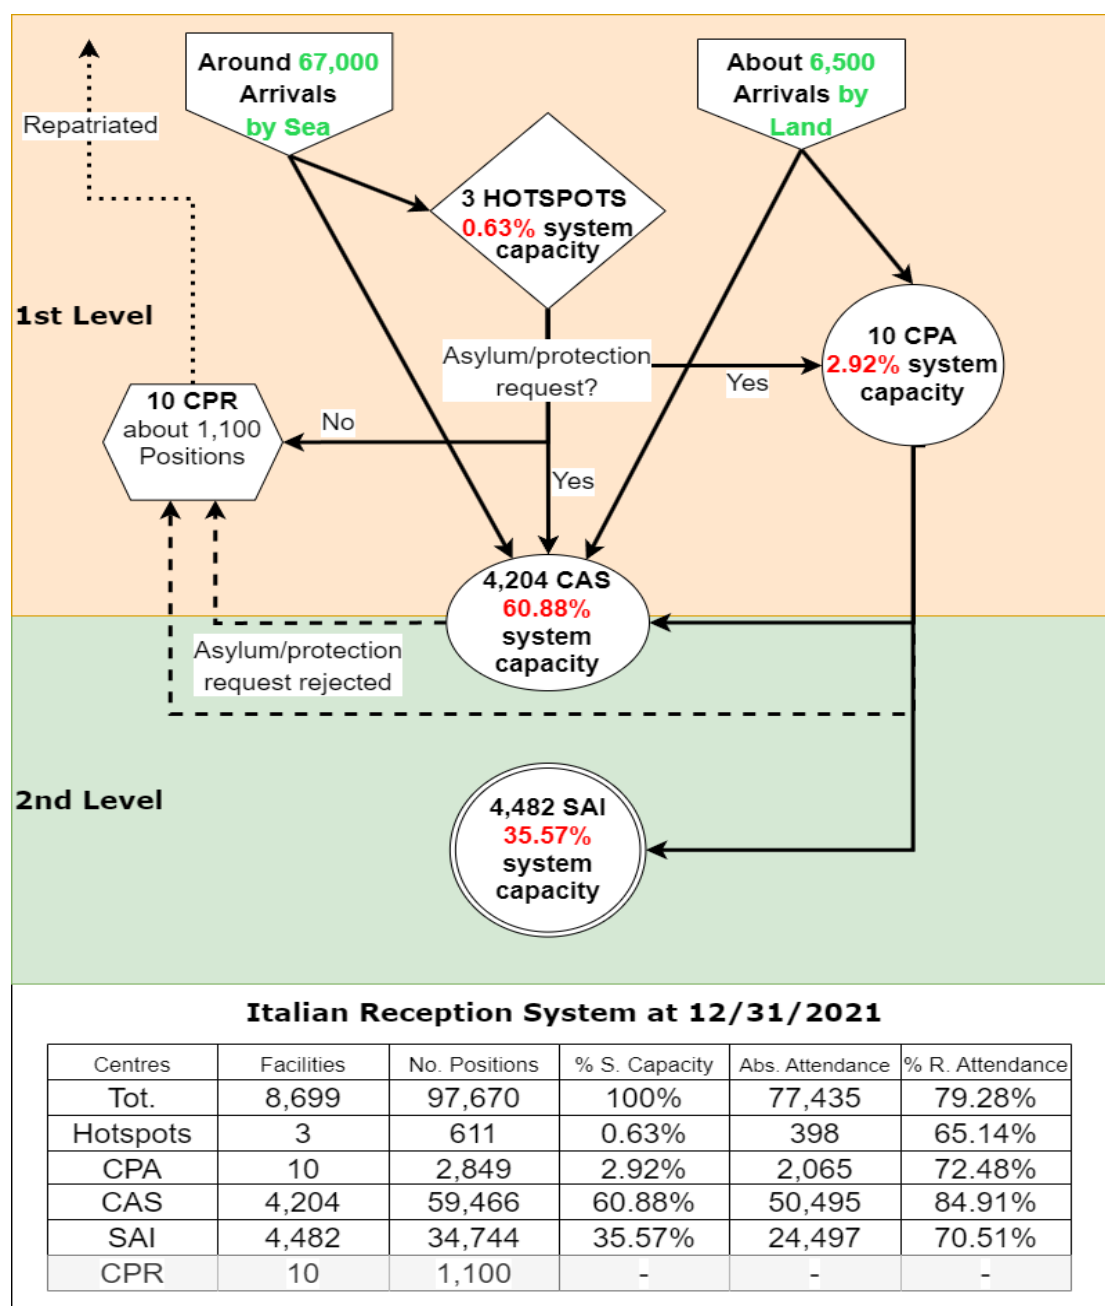 Around 67,000
Arrivals
by Sea
About 6,500
Arrivals by
Land
Repatriated
3 HOTSPOTS
0.63% system
capacity
1st Level
10 CPA
2.92% system
capacity
Asylum/protection
request?
Yes
10 CPR
about 1,100
Positions
No
Yes
4,204 CAS
60.88%
system
capacity
Asylum/protection
request rejected
2nd Level
4,482 SAI
35.57%
system
capacity
Italian Reception System at 12/31/2021
Centres Facilities No. Positions % S. Capacity Abs. Attendance % R. Attendance
Tot. 8,699 97,670 100% 77,435 79.28%
Hotspots 3 611 0.63% 398 65.14%
CPA 10 2,849 2.92% 2,065 72.48%
CAS 4,204 59,466 60.88% 50,495 84.91%
SAI 4,482 34,744 35.57% 24,497 70.51%
CPR 10 1,100 - - -